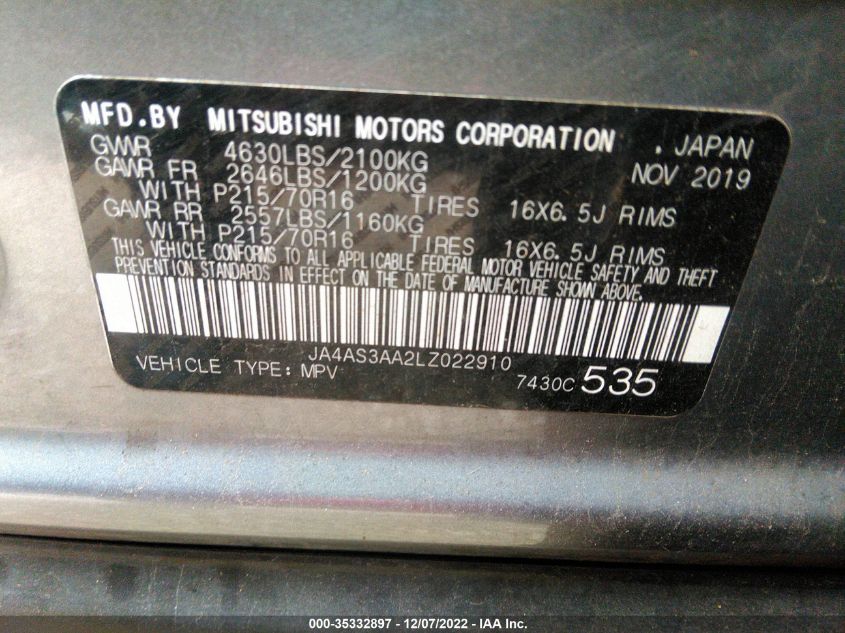 MFD.BY MITSUBISHI MOTORS CORPORATION . JAPAN
GVWR 4630LBS/2100KG NOV 2019
GAWR FR 2646LBS/1200KG
WITH P215/70R16 TIRES 16X6.5J RIMS
GAWR RR 2557LBS/1160KG
WITH P215/70R16 TIRES 16X6.5J RIMS
THIS VEHICLE CONFORMS TO ALL APPLICABLE FEDERAL MOTOR VEHICLE SAFETY AND THEFT
PREVENTION STANDARDS IN EFFECT ON THE DATE OF MANUFACTURE SHOWN ABOVE.
JA4AS3AA2LZ022910
VEHICLE TYPE: MPV 7430C 535
000-35332897 - 12/07/2022 - IAA Inc.